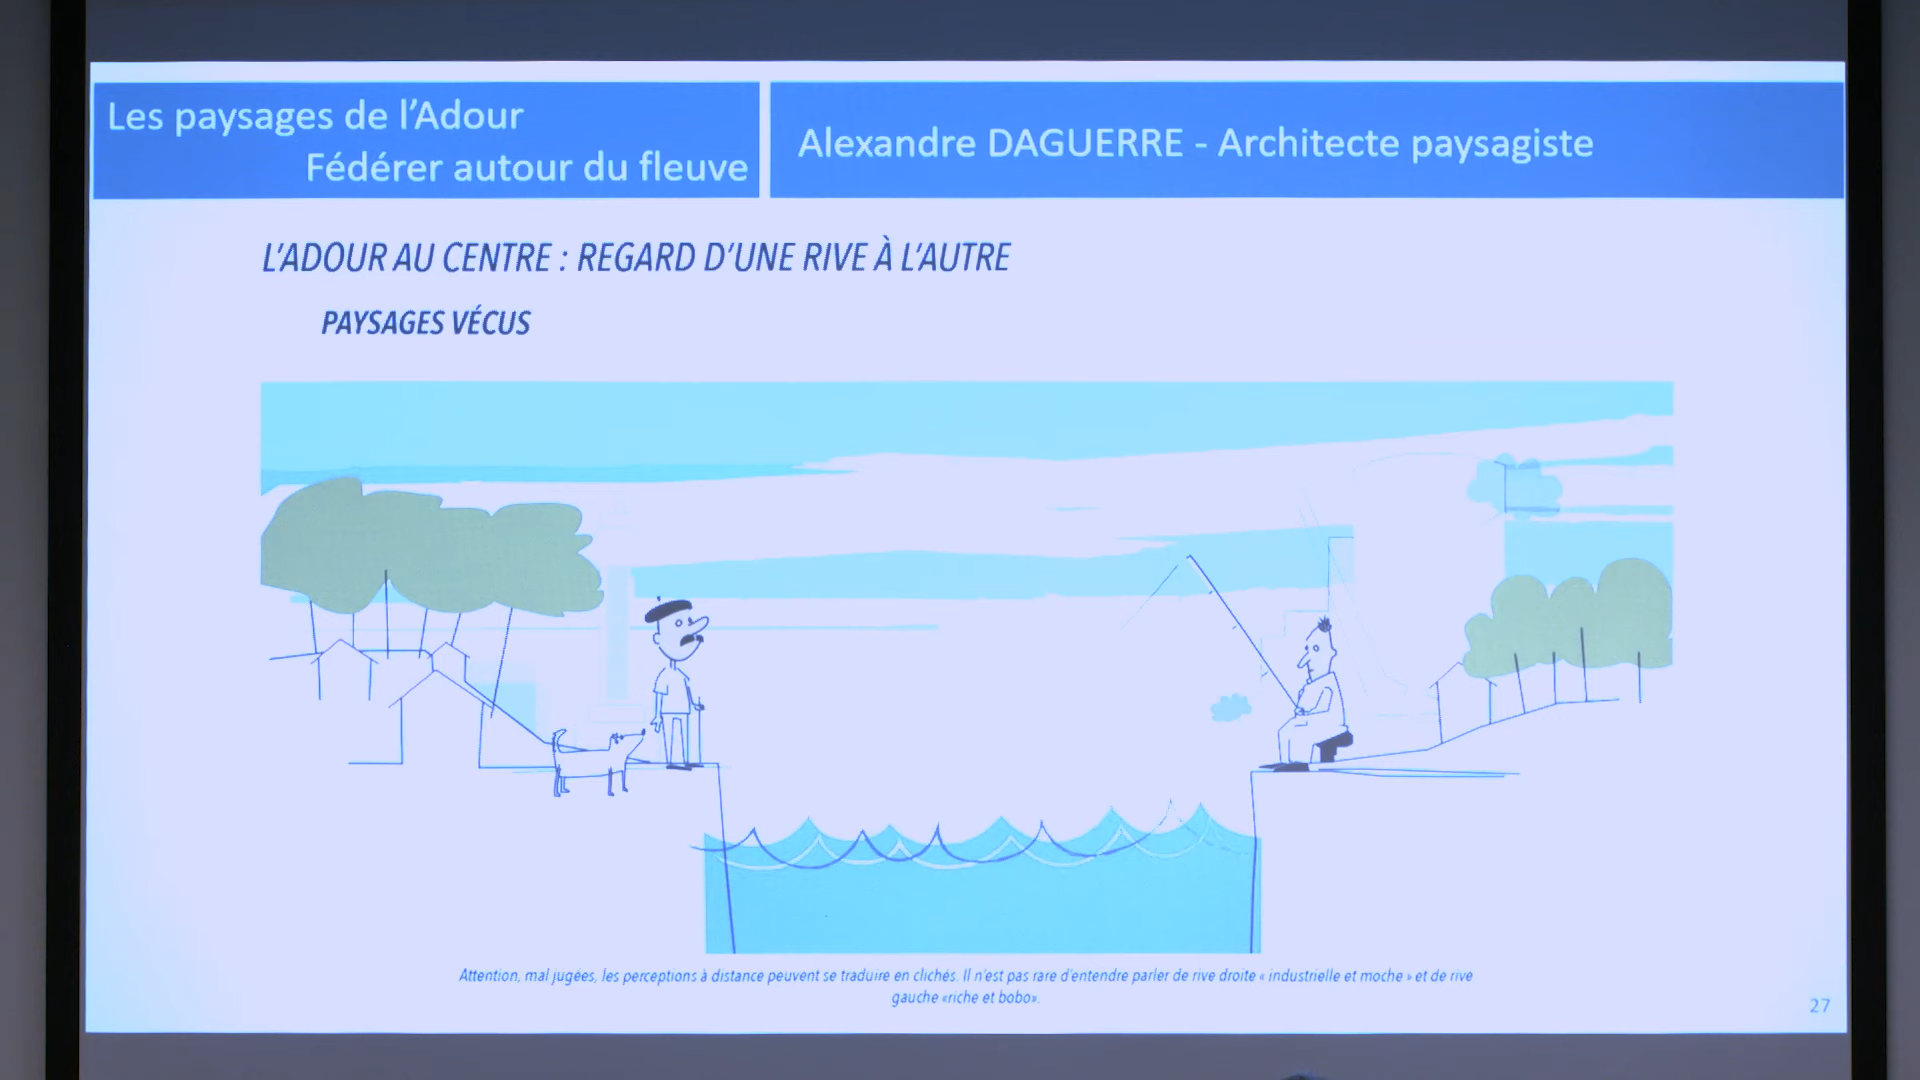 Les paysages de l'Adour
Fédérer autour du fleuve
Alexandre DAGUERRE - Architecte paysagiste
L'ADOUR AU CENTRE : REGARD D'UNE RIVE À L'AUTRE
PAYSAGES VÉCUS
Attention, mal jugées, les perceptions à distance peuvent se traduire en clichés. Il n'est pas rare d'entendre parler de rive droite « industrielle et moche » et de rive
gauche «riche et bobo».
27